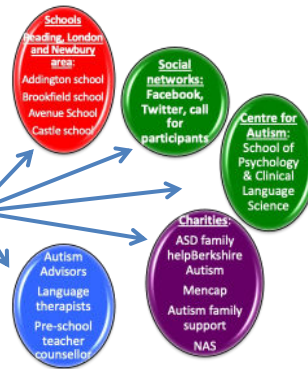 Schools
Reading, London
and Newbury
area:
Addington school
Brookfield school
Avenue School
Castle school
Social
networks:
Facebook,
Twitter, call
for
participants
Centre for
Autism:
School of
Psychology
& Clinical
Language
Science
Charities:
ASD family
helpBerkshire
Autism
Mencap
Autism family
support
NAS
Autism
Advisors
Language
therapists
Pre-school
teacher
counsellor